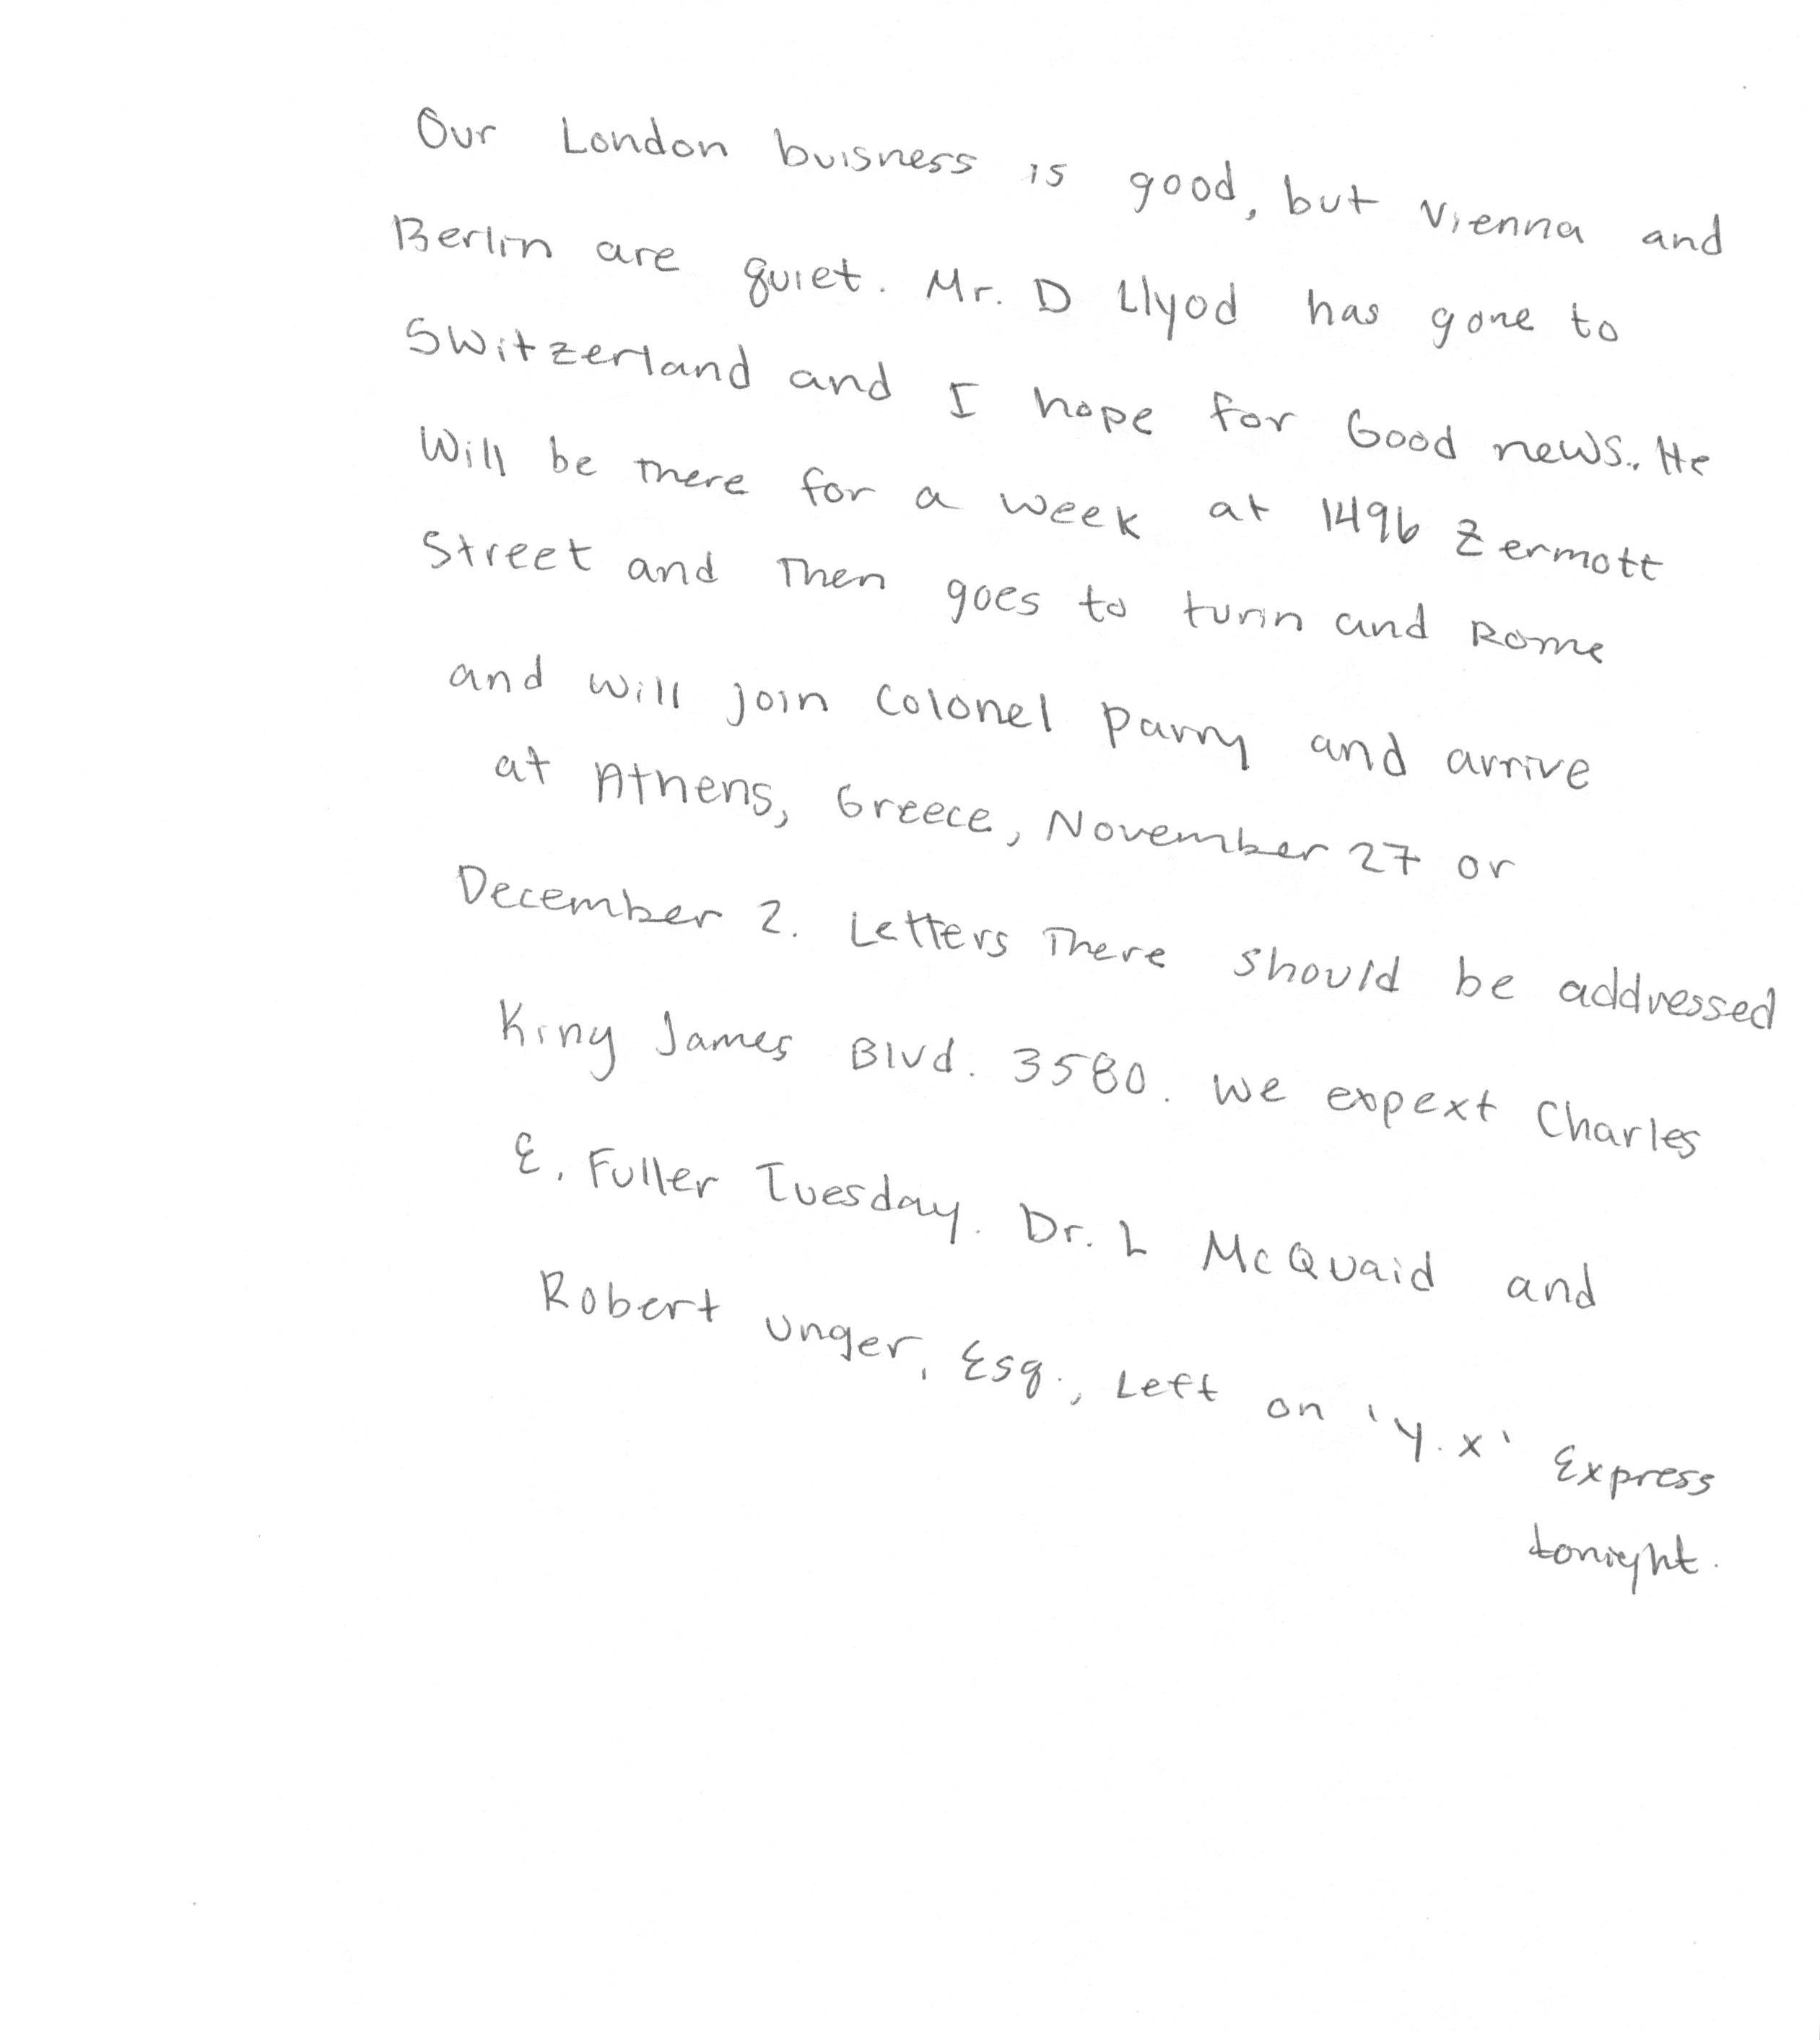 Our London buisness is good, but Vienna and
Berlin are quiet. Mr. D Llyod has gone to
Switzerland and I hope for Good news. He
Will be there for a week at 1496 Zermott
Street and Then goes to turin and Rome
and will join Colonel Parry and arrive
at Athens, Greece, November 27 or
December 2. Letters There should be addressed
King James Blvd. 3580. We expext Charles
E. Fuller Tuesday. Dr. L McQuaid and
Robert Unger, Esq., Left on 'Y.X' Express
tonight.